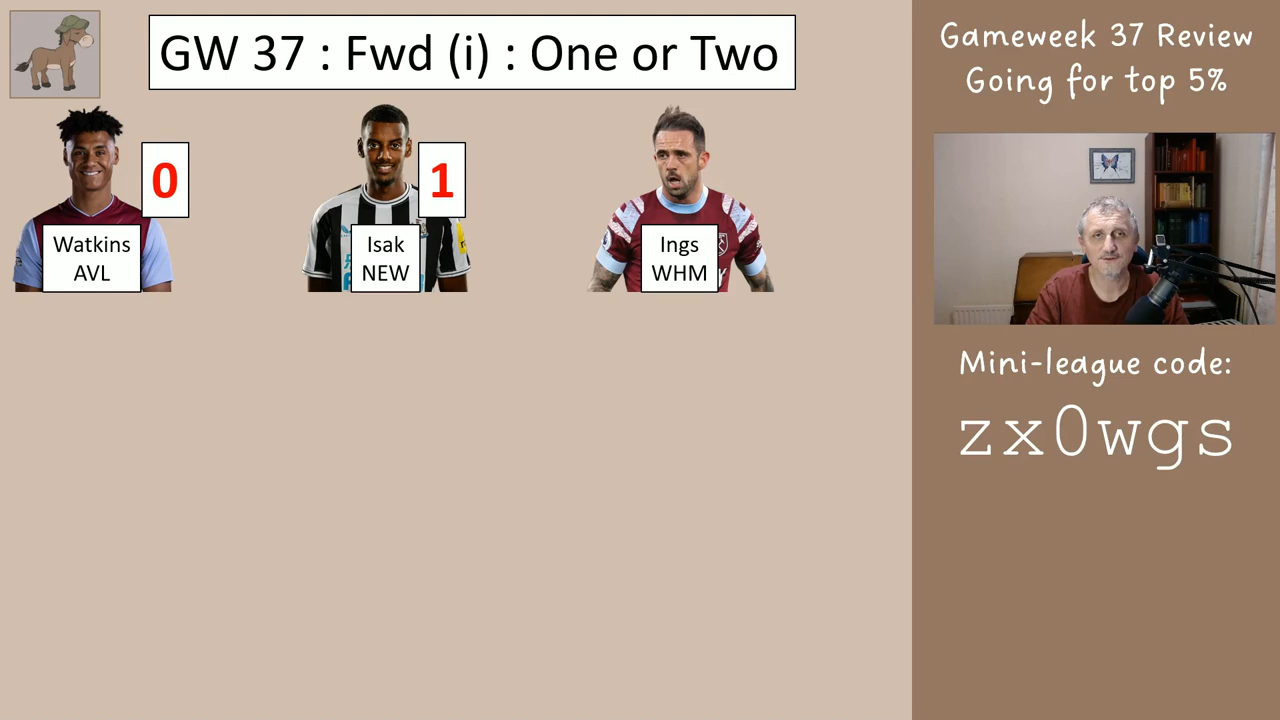 GW 37 : Fwd (i) : One or Two
Gameweek 37 Review
Going for top 5%
0
1
Watkins
AVL
Isak
NEW
Ings
WHM
Mini-league code:
zx0wgs